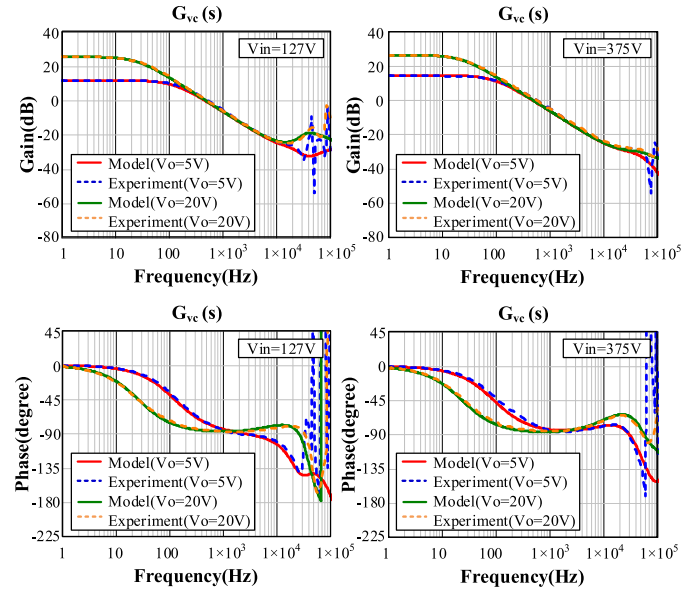 G_vc (s)
Vin=127V
Gain(dB)
40
20
0
-20
-40
-60
-80
Model(Vo=5V)
Experiment(Vo=5V)
Model(Vo=20V)
Experiment(Vo=20V)
1
10
100
1×10³
1×10⁴
1×10⁵
Frequency(Hz)
G_vc (s)
Vin=375V
Gain(dB)
40
20
0
-20
-40
-60
-80
Model(Vo=5V)
Experiment(Vo=5V)
Model(Vo=20V)
Experiment(Vo=20V)
1
10
100
1×10³
1×10⁴
1×10⁵
Frequency(Hz)
G_vc (s)
Vin=127V
Phase(degree)
45
0
-45
-90
-135
-180
-225
Model(Vo=5V)
Experiment(Vo=5V)
Model(Vo=20V)
Experiment(Vo=20V)
1
10
100
1×10³
1×10⁴
1×10⁵
Frequency(Hz)
G_vc (s)
Vin=375V
Phase(degree)
45
0
-45
-90
-135
-180
-225
Model(Vo=5V)
Experiment(Vo=5V)
Model(Vo=20V)
Experiment(Vo=20V)
1
10
100
1×10³
1×10⁴
1×10⁵
Frequency(Hz)